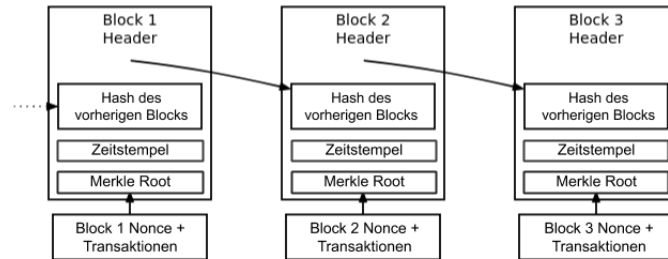 Block 1
Header
Hash des
vorherigen Blocks
Zeitstempel
Merkle Root
Block 1 Nonce +
Transaktionen
Block 2
Header
Hash des
vorherigen Blocks
Zeitstempel
Merkle Root
Block 2 Nonce +
Transaktionen
Block 3
Header
Hash des
vorherigen Blocks
Zeitstempel
Merkle Root
Block 3 Nonce +
Transaktionen